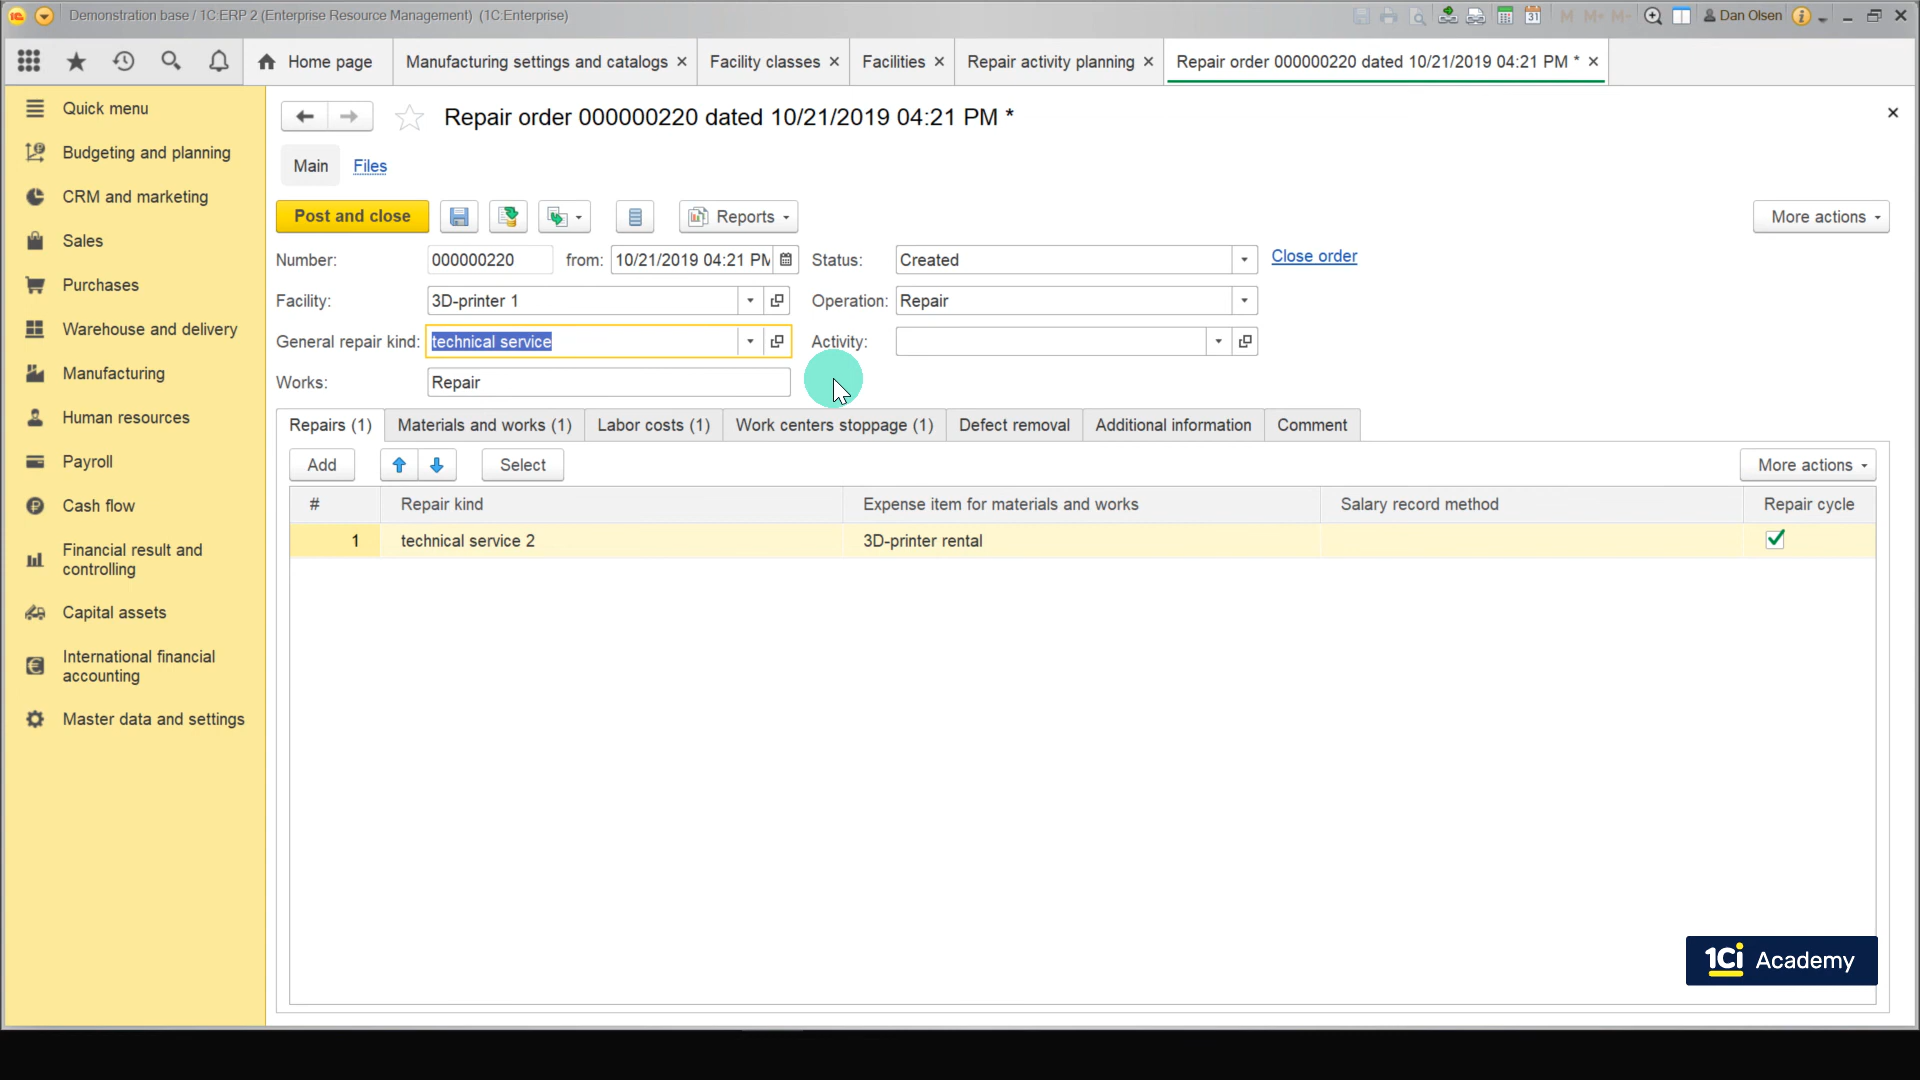 Demonstration base / 1C ERP 2 (Enterprise Resource Management) (1C:Enterprise)
M M+ M- Dan Olsen
Home page
Manufacturing settings and catalogs
Facility classes
Facilities
Repair activity planning
Repair order 000000220 dated 10/21/2019 04:21 PM *
Quick menu
Budgeting and planning
CRM and marketing
Sales
Purchases
Warehouse and delivery
Manufacturing
Human resources
Payroll
Cash flow
Financial result and
controlling
Capital assets
International financial
accounting
Master data and settings
Repair order 000000220 dated 10/21/2019 04:21 PM *
Main Files
Post and close Reports More actions
Number: 000000220 from: 10/21/2019 04:21 PM Status: Created Close order
Facility: 3D-printer 1 Operation: Repair
General repair kind: technical service Activity:
Works: Repair
Repairs (1) Materials and works (1) Labor costs (1) Work centers stoppage (1) Defect removal Additional information Comment
Add Select More actions
# Repair kind Expense item for materials and works Salary record method Repair cycle
1 technical service 2 3D-printer rental
1Ci Academy